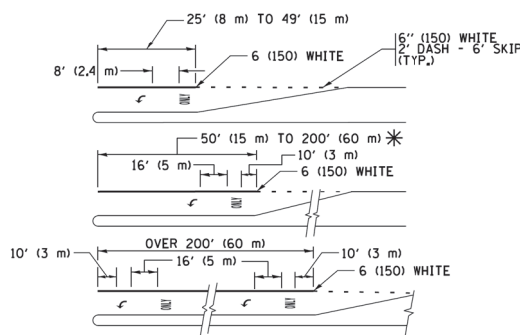 25' (8 m) TO 49' (15 m)
6 (150) WHITE
6'' (150) WHITE
2' DASH - 6' SKIP
(TYP.)
8' (2.4 m)
ONLY
50' (15 m) TO 200' (60 m) ✳
16' (5 m)
10' (3 m)
6 (150) WHITE
ONLY
OVER 200' (60 m)
10' (3 m)
16' (5 m)
10' (3 m)
6 (150) WHITE
ONLY
ONLY